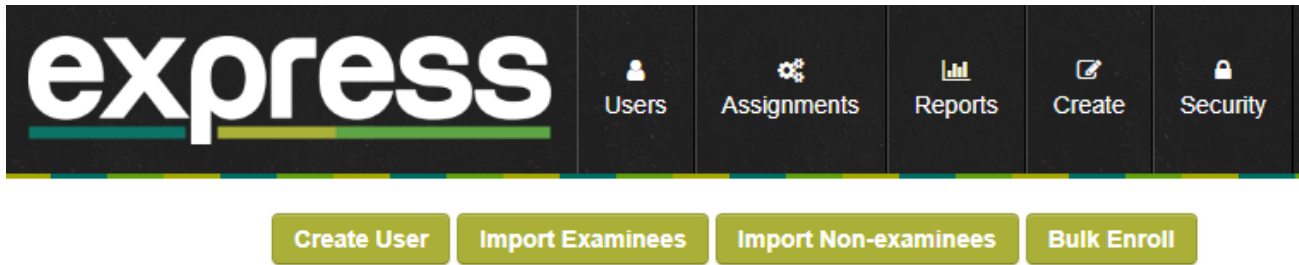 express
Users Assignments Reports Create Security
Create User Import Examinees Import Non-examinees Bulk Enroll